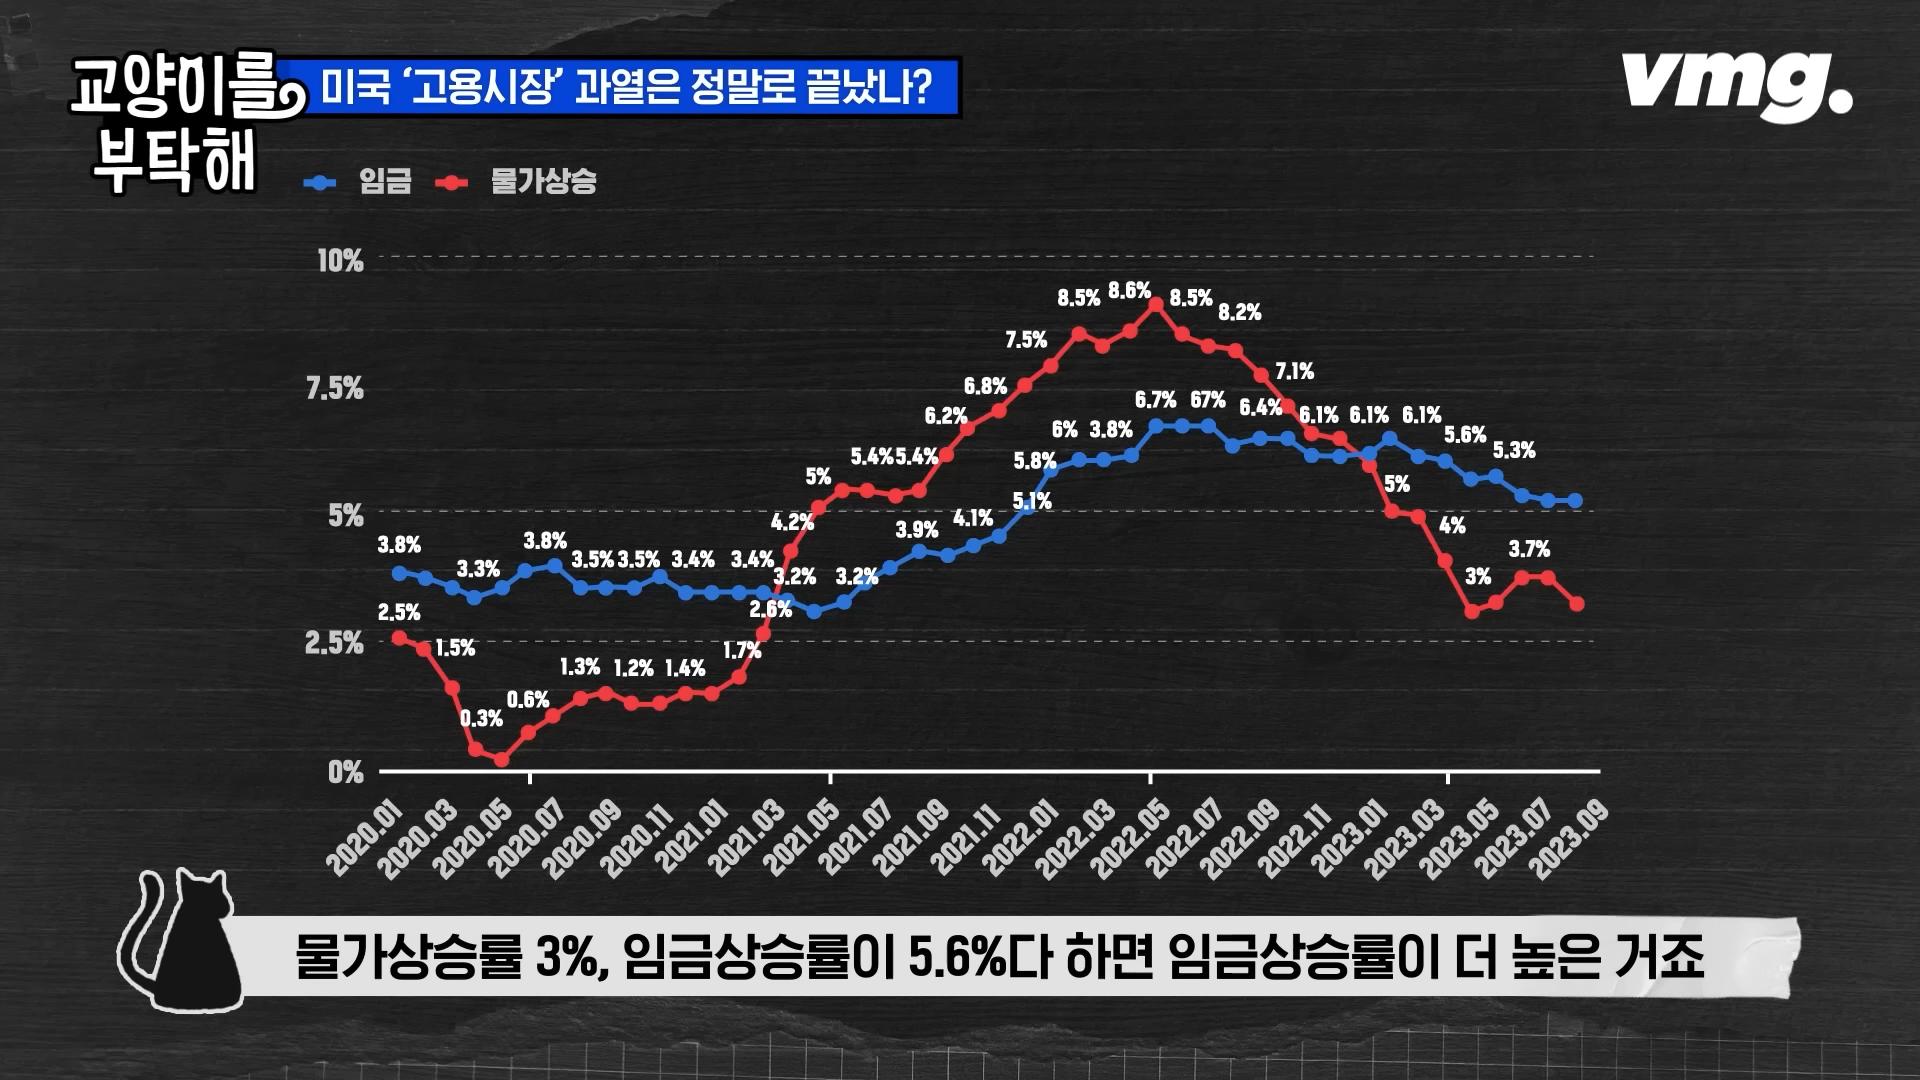 교양이를
부탁해
미국 ‘고용시장’ 과열은 정말로 끝났나?
vmg.
임금 물가상승
10%
7.5%
5%
2.5%
0%
8.5% 8.6% 8.5% 8.2%
7.5%
7.1%
6.8%
6.7% 67% 6.4% 6.1% 6.1% 6.1%
6.2%
6% 3.8%
5.6%
5.3%
5.4% 5.4%
5.8%
5%
5%
5.1%
4.2%
3.9% 4.1%
4%
3.8%
3.8%
3.7%
3.3%
3.5% 3.5% 3.4% 3.4%
3.2% 3.2%
3%
2.5%
2.6%
1.5%
1.7%
1.3% 1.2% 1.4%
0.6%
0.3%
2020.01 2020.03 2020.05 2020.07 2020.09 2020.11 2021.01 2021.03 2021.05 2021.07 2021.09 2021.11 2022.01 2022.03 2022.05 2022.07 2022.09 2022.11 2023.01 2023.03 2023.05 2023.07 2023.09
물가상승률 3%, 임금상승률이 5.6%다 하면 임금상승률이 더 높은 거죠